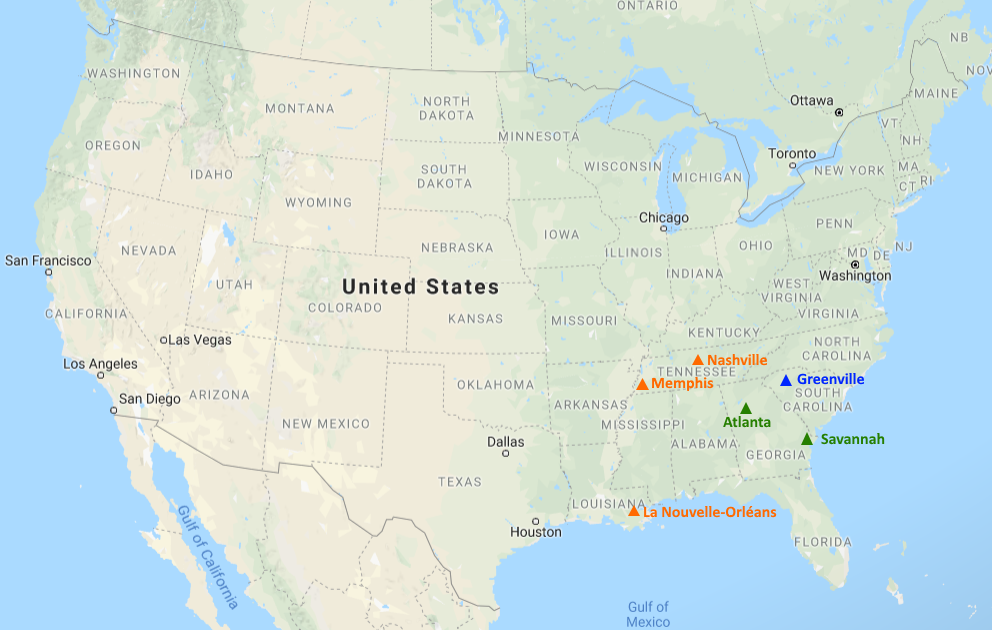 ONTARIO
NB
NOV
WASHINGTON
MONTANA
NORTH
DAKOTA
MINNESOTA
Ottawa
MAINE
VT
NH
OREGON
IDAHO
SOUTH
DAKOTA
WISCONSIN
MICHIGAN
Toronto
NEW YORK
MA
CT
RI
WYOMING
Chicago
PENN
NEVADA
NEBRASKA
IOWA
ILLINOIS
OHIO
MD
DE
NJ
San Francisco
UTAH
United States
COLORADO
INDIANA
Washington
WEST
VIRGINIA
VIRGINIA
CALIFORNIA
KANSAS
MISSOURI
KENTUCKY
Las Vegas
Nashville
NORTH
CAROLINA
Los Angeles
TENNESSEE
Memphis
Greenville
San Diego
ARIZONA
OKLAHOMA
ARKANSAS
SOUTH
CAROLINA
NEW MEXICO
MISSISSIPPI
Atlanta
Dallas
ALABAMA
Savannah
GEORGIA
TEXAS
LOUISIANA
La Nouvelle-Orléans
Houston
FLORIDA
Gulf of California
Gulf of
Mexico